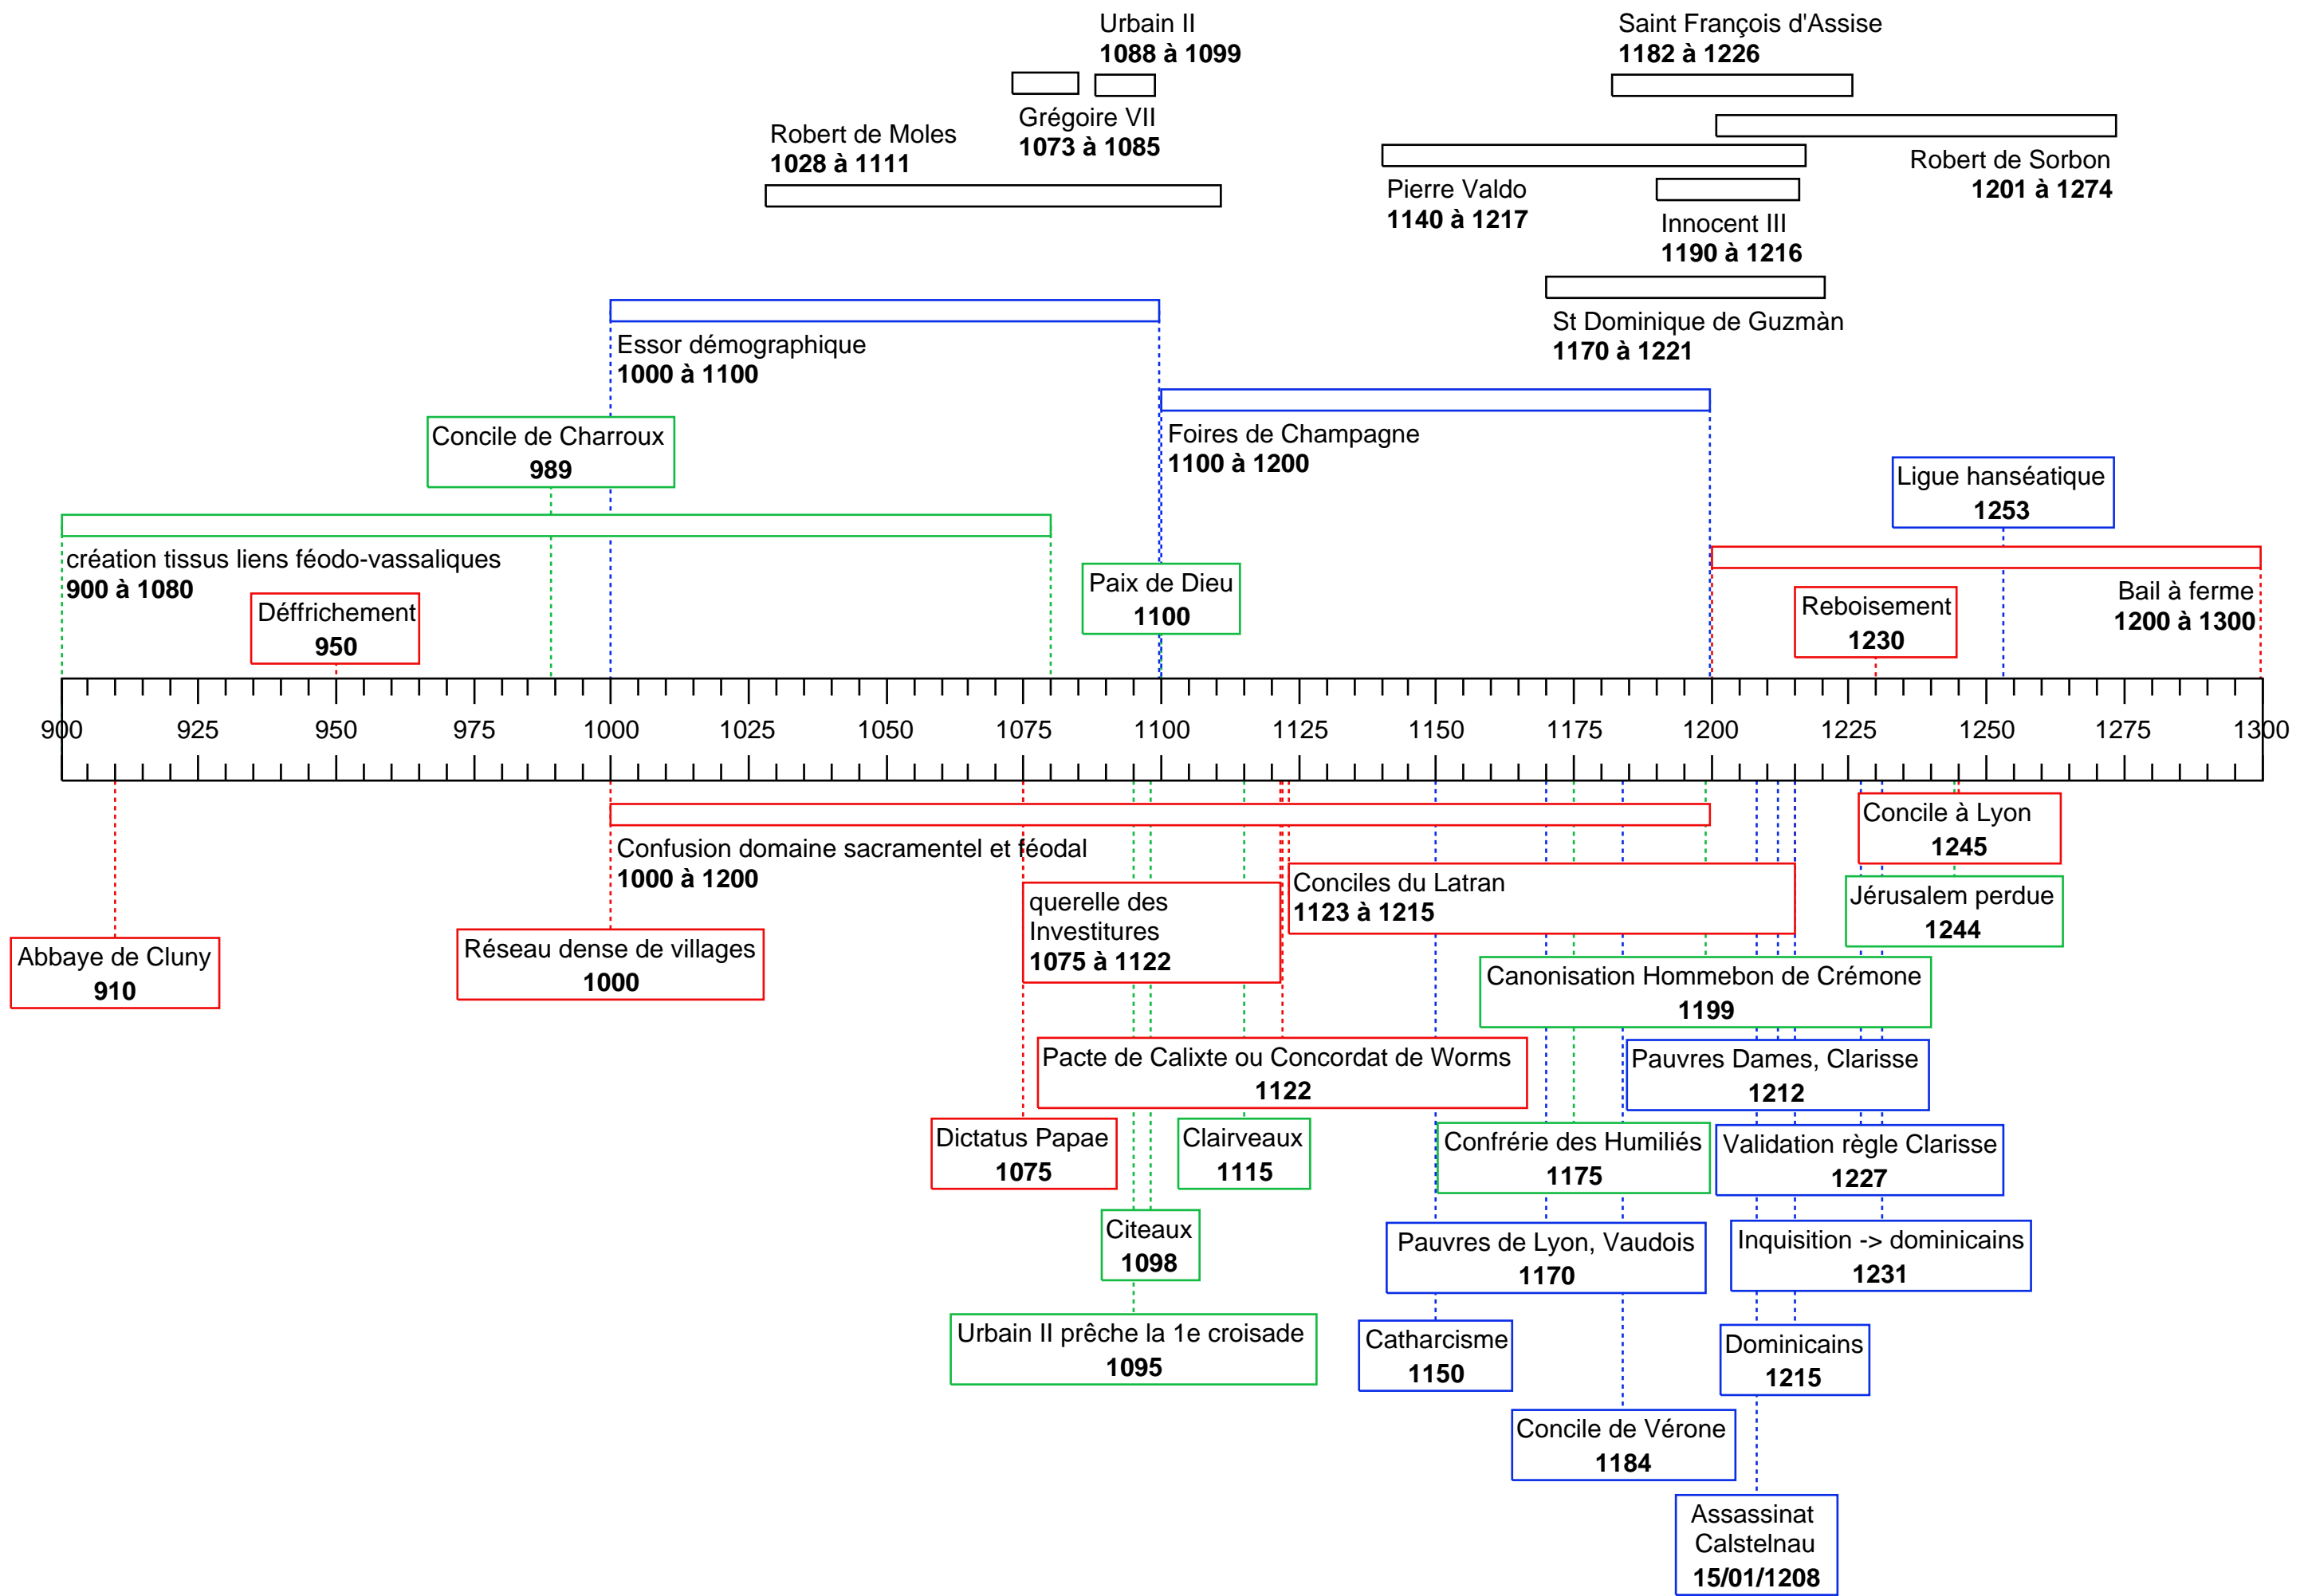 Urbain II
1088 à 1099
Saint François d'Assise
1182 à 1226
Grégoire VII
1073 à 1085
Robert de Moles
1028 à 1111
Robert de Sorbon
1201 à 1274
Pierre Valdo
1140 à 1217
Innocent III
1190 à 1216
St Dominique de Guzmàn
1170 à 1221
Essor démographique
1000 à 1100
Concile de Charroux
989
Foires de Champagne
1100 à 1200
Ligue hanséatique
1253
création tissus liens féodo-vassaliques
900 à 1080
Paix de Dieu
1100
Bail à ferme
1200 à 1300
Déffrichement
950
Reboisement
1230
900 925 950 975 1000 1025 1050 1075 1100 1125 1150 1175 1200 1225 1250 1275 1300
Concile à Lyon
1245
Confusion domaine sacramentel et féodal
1000 à 1200
Conciles du Latran
1123 à 1215
Jérusalem perdue
1244
querelle des
Investitures
1075 à 1122
Abbaye de Cluny
910
Réseau dense de villages
1000
Canonisation Hommebon de Crémone
1199
Pacte de Calixte ou Concordat de Worms
1122
Pauvres Dames, Clarisse
1212
Dictatus Papae
1075
Clairveaux
1115
Confrérie des Humiliés
1175
Validation règle Clarisse
1227
Citeaux
1098
Pauvres de Lyon, Vaudois
1170
Inquisition -> dominicains
1231
Urbain II prêche la 1e croisade
1095
Catharcisme
1150
Dominicains
1215
Concile de Vérone
1184
Assassinat
Calstelnau
15/01/1208